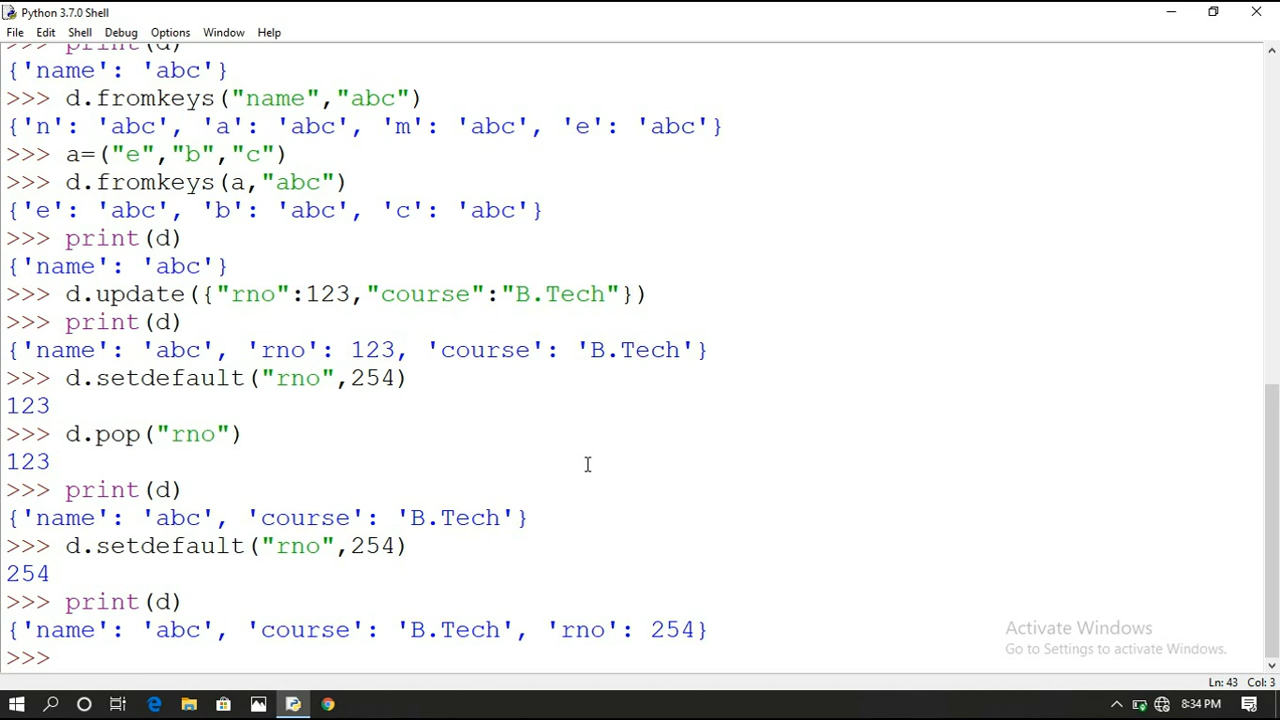 Python 3.7.0 Shell
File Edit Shell Debug Options Window Help
>>> print(d)
{'name': 'abc'}
>>> d.fromkeys("name","abc")
{'n': 'abc', 'a': 'abc', 'm': 'abc', 'e': 'abc'}
>>> a=("e","b","c")
>>> d.fromkeys(a,"abc")
{'e': 'abc', 'b': 'abc', 'c': 'abc'}
>>> print(d)
{'name': 'abc'}
>>> d.update({"rno":123,"course":"B.Tech"})
>>> print(d)
{'name': 'abc', 'rno': 123, 'course': 'B.Tech'}
>>> d.setdefault("rno",254)
123
>>> d.pop("rno")
123
>>> print(d)
{'name': 'abc', 'course': 'B.Tech'}
>>> d.setdefault("rno",254)
254
>>> print(d)
{'name': 'abc', 'course': 'B.Tech', 'rno': 254}
>>>
Activate Windows
Go to Settings to activate Windows.
Ln: 43 Col: 3
8:34 PM